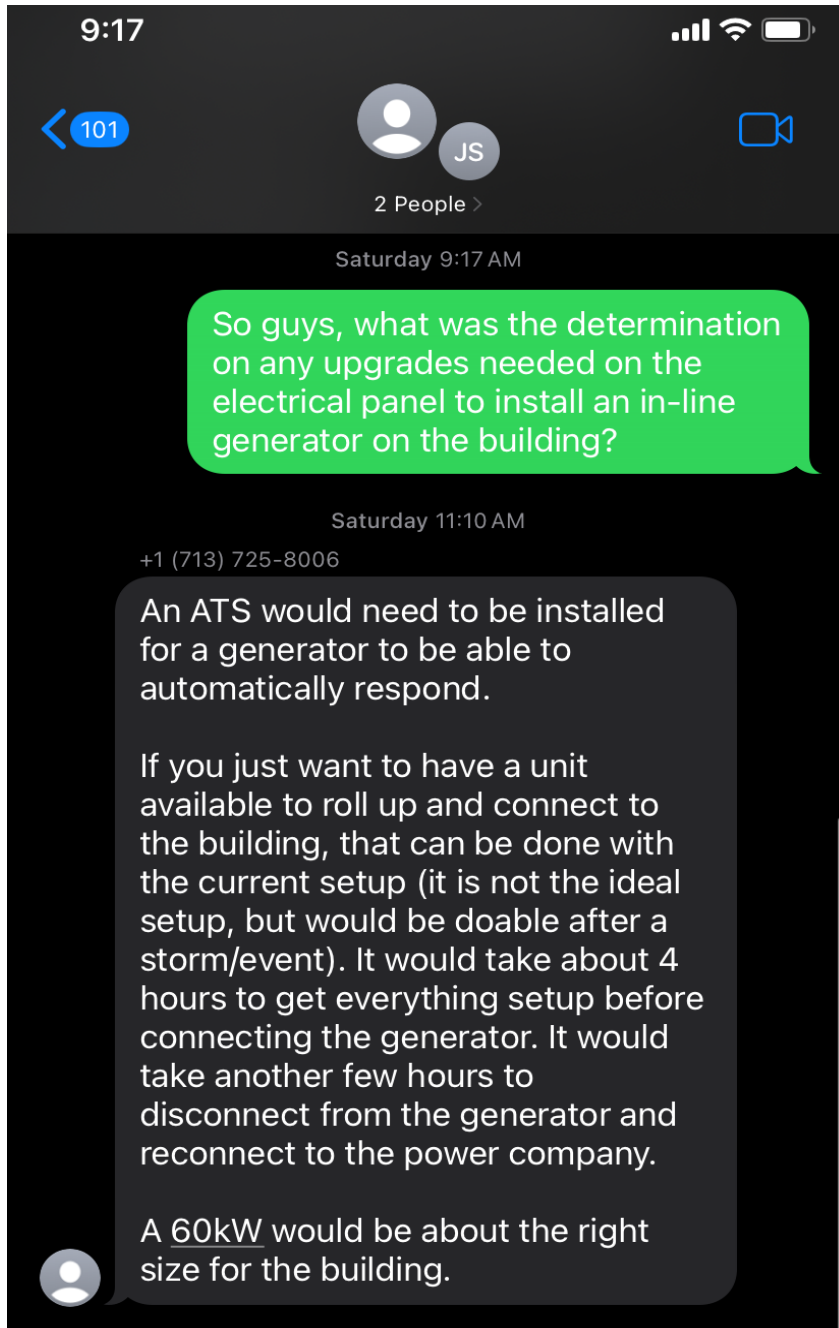 9:17
101
JS
2 People >
Saturday 9:17 AM
So guys, what was the determination
on any upgrades needed on the
electrical panel to install an in-line
generator on the building?
Saturday 11:10 AM
+1 (713) 725-8006
An ATS would need to be installed
for a generator to be able to
automatically respond.
If you just want to have a unit
available to roll up and connect to
the building, that can be done with
the current setup (it is not the ideal
setup, but would be doable after a
storm/event). It would take about 4
hours to get everything setup before
connecting the generator. It would
take another few hours to
disconnect from the generator and
reconnect to the power company.
A 60kW would be about the right
size for the building.